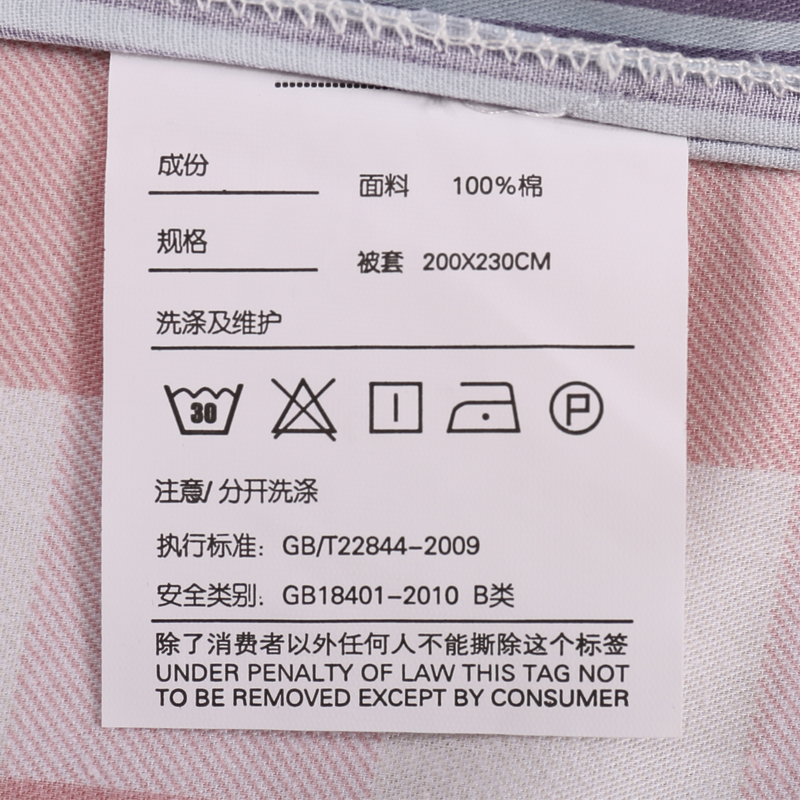 成份
面料 100%棉
规格
被套 200X230CM
洗涤及维护
30
P
注意/ 分开洗涤
执行标准：GB/T22844-2009
安全类别：GB18401-2010 B类
除了消费者以外任何人不能撕除这个标签
UNDER PENALTY OF LAW THIS TAG NOT
TO BE REMOVED EXCEPT BY CONSUMER